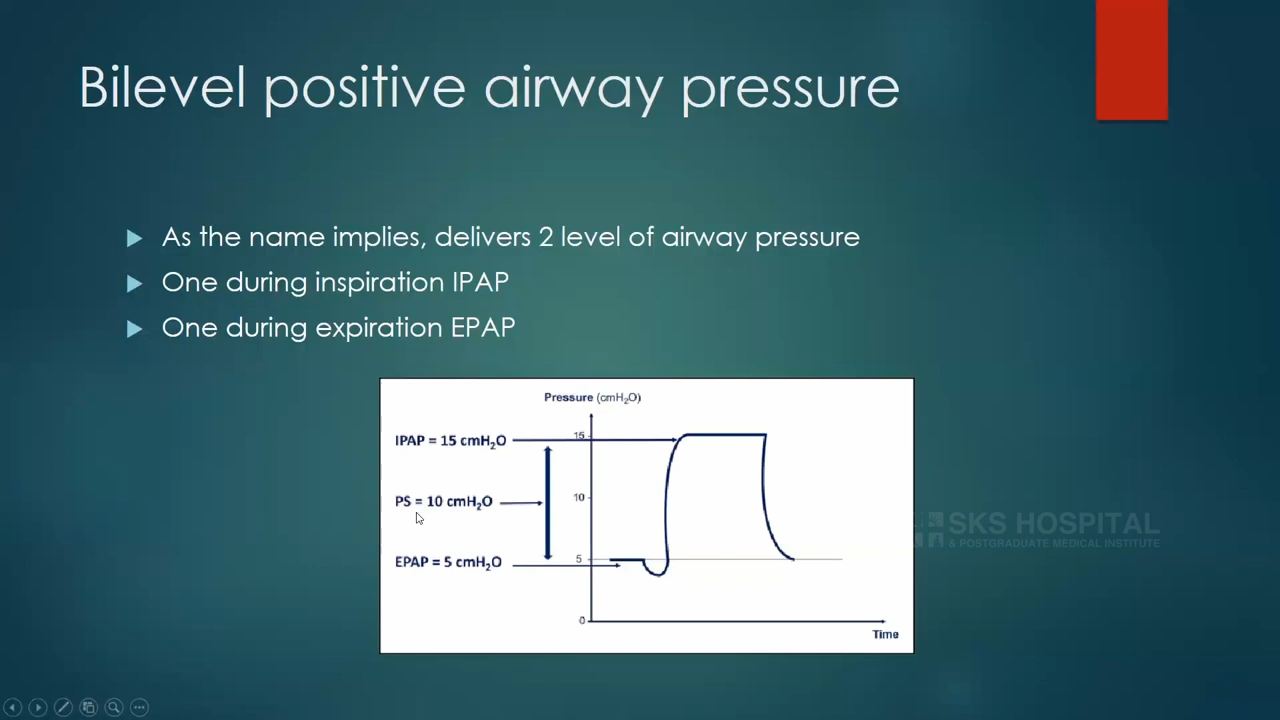 Bilevel positive airway pressure
As the name implies, delivers 2 level of airway pressure
One during inspiration IPAP
One during expiration EPAP
Pressure (cmH₂O)
IPAP = 15 cmH₂O
15
PS = 10 cmH₂O
10
EPAP = 5 cmH₂O
5
0
Time
SKS HOSPITAL
& POSTGRADUATE MEDICAL INSTITUTE